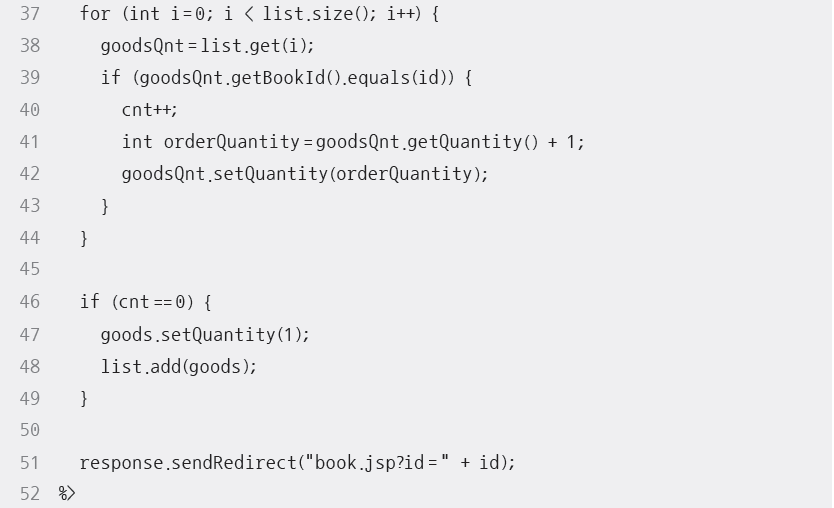 37 for (int i=0; i < list.size(); i++) {
38 goodsQnt=list.get(i);
39 if (goodsQnt.getBookId().equals(id)) {
40 cnt++;
41 int orderQuantity=goodsQnt.getQuantity() + 1;
42 goodsQnt.setQuantity(orderQuantity);
43 }
44 }
45
46 if (cnt==0) {
47 goods.setQuantity(1);
48 list.add(goods);
49 }
50
51 response.sendRedirect("book.jsp?id=" + id);
52 %>